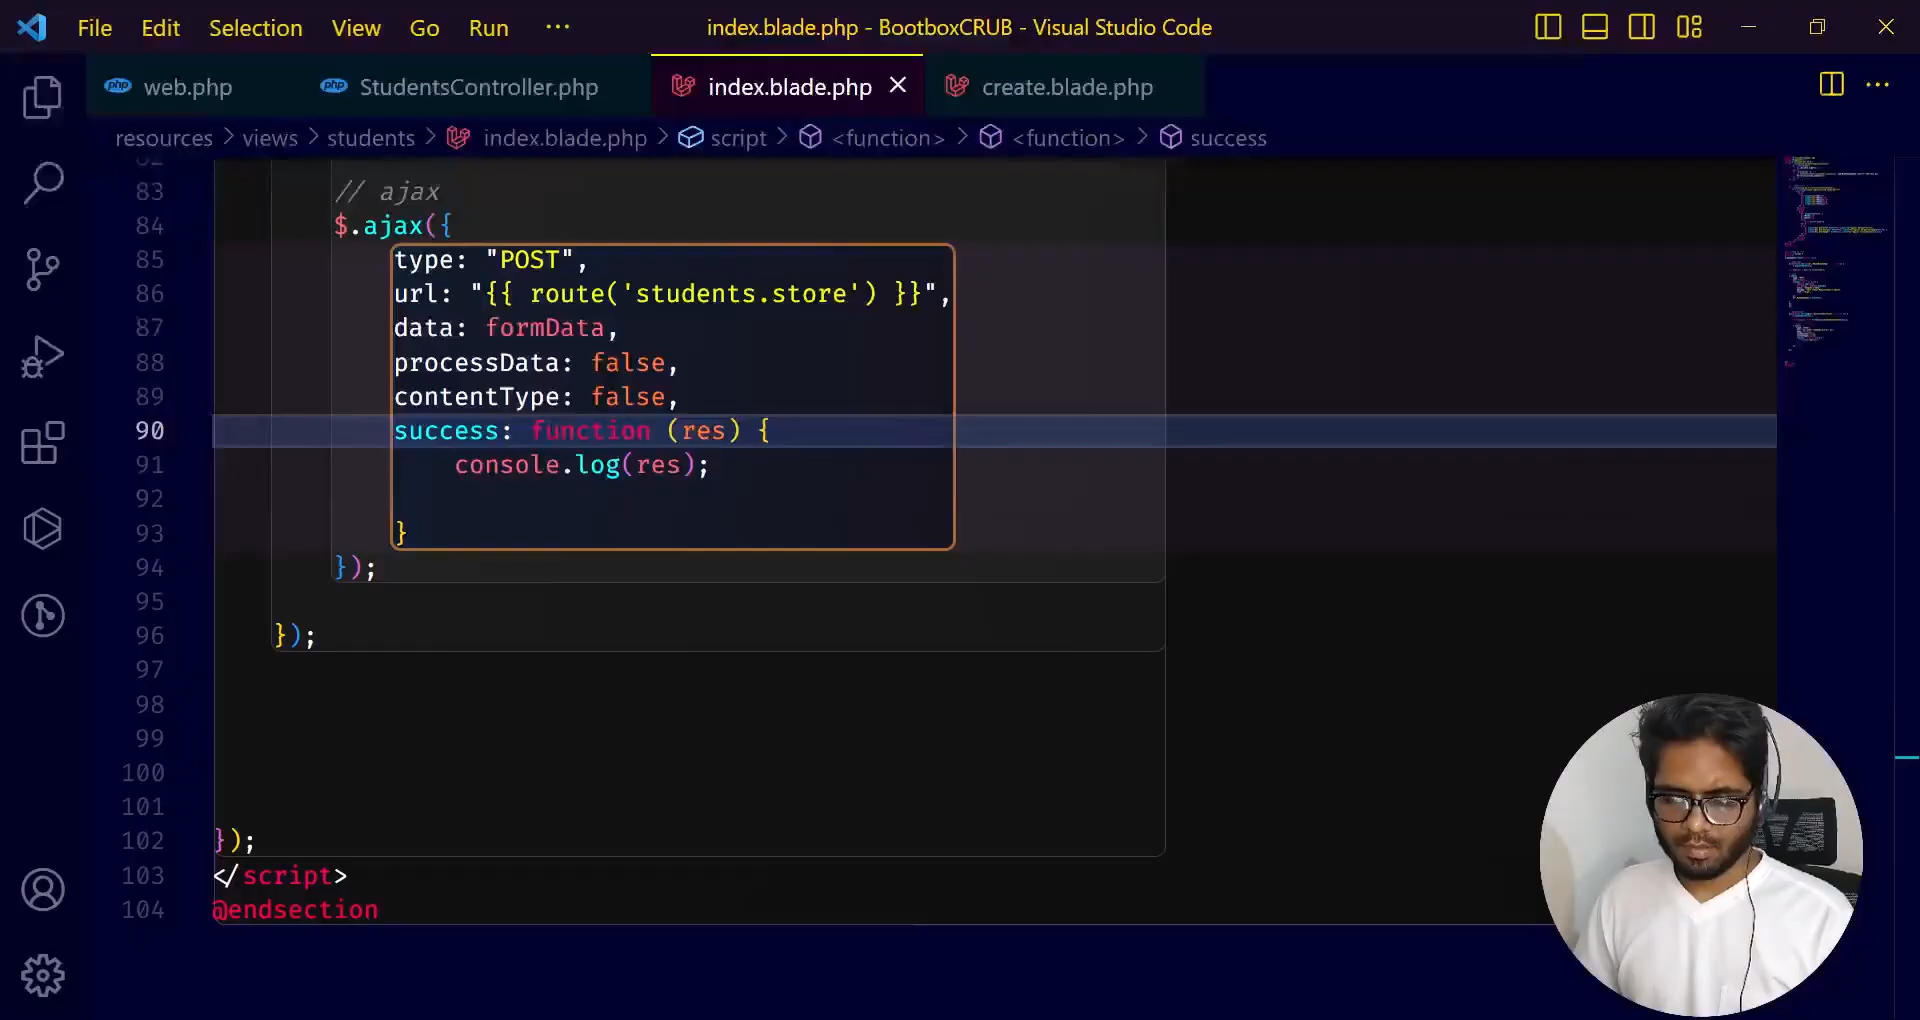 File Edit Selection View Go Run ··· index.blade.php - BootboxCRUB - Visual Studio Code
web.php StudentsController.php index.blade.php create.blade.php
resources > views > students > index.blade.php > script > <function> > <function> > success
82
83 // ajax
84 $.ajax({
85 type: "POST",
86 url: "{{ route('students.store') }}",
87 data: formData,
88 processData: false,
89 contentType: false,
90 success: function (res) {
91 console.log(res);
92
93 }
94 });
95
96 });
97
98
99
100
101
102 });
103 </script>
104 @endsection